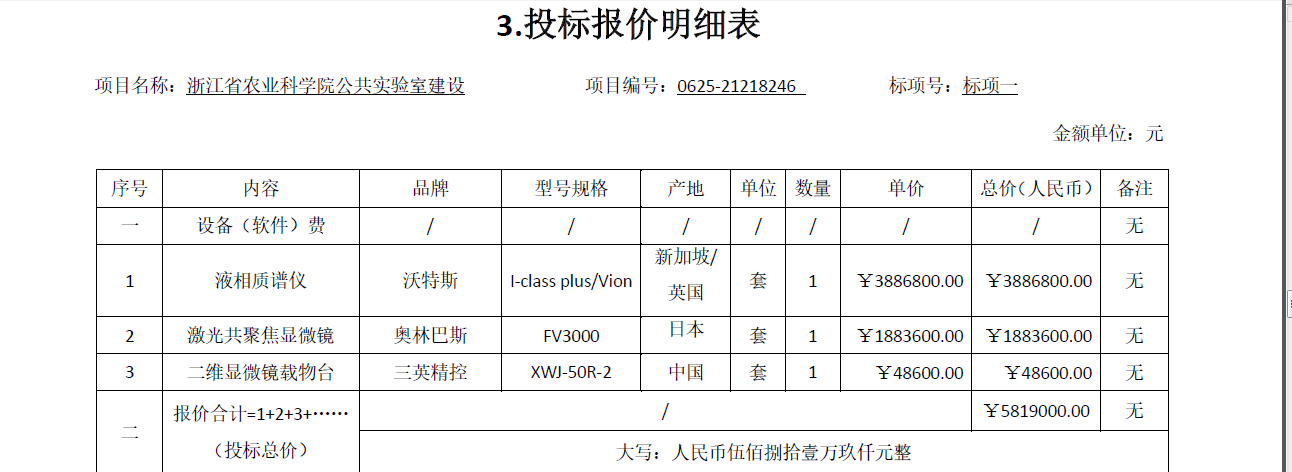 3.投标报价明细表
项目名称：浙江省农业科学院公共实验室建设 项目编号：0625-21218246 标项号：标项一
金额单位：元
序号 内容 品牌 型号规格 产地 单位 数量 单价 总价（人民币） 备注
一 设备（软件）费 / / / / / / / 无
1 液相质谱仪 沃特斯 I-class plus/Vion 新加坡/英国 套 1 ￥3886800.00 ￥3886800.00 无
2 激光共聚焦显微镜 奥林巴斯 FV3000 日本 套 1 ￥1883600.00 ￥1883600.00 无
3 二维显微镜载物台 三英精控 XWJ-50R-2 中国 套 1 ￥48600.00 ￥48600.00 无
二 报价合计=1+2+3+…… / ￥5819000.00 无
（投标总价） 大写：人民币伍佰捌拾壹万玖仟元整